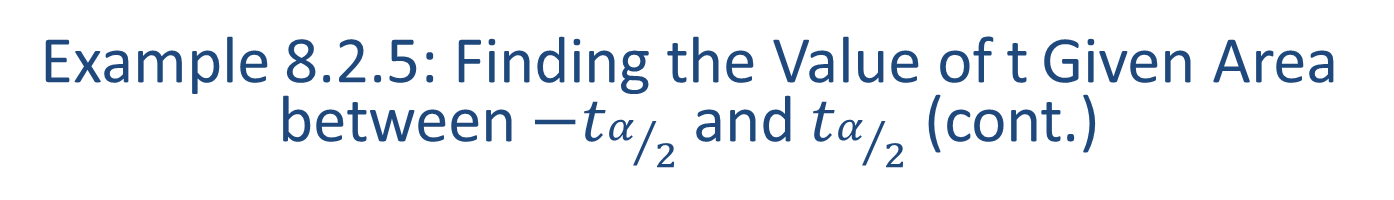 Example 8.2.5: Finding the Value of t Given Area
between −𝑡𝛼⁄2 and 𝑡𝛼⁄2 (cont.)